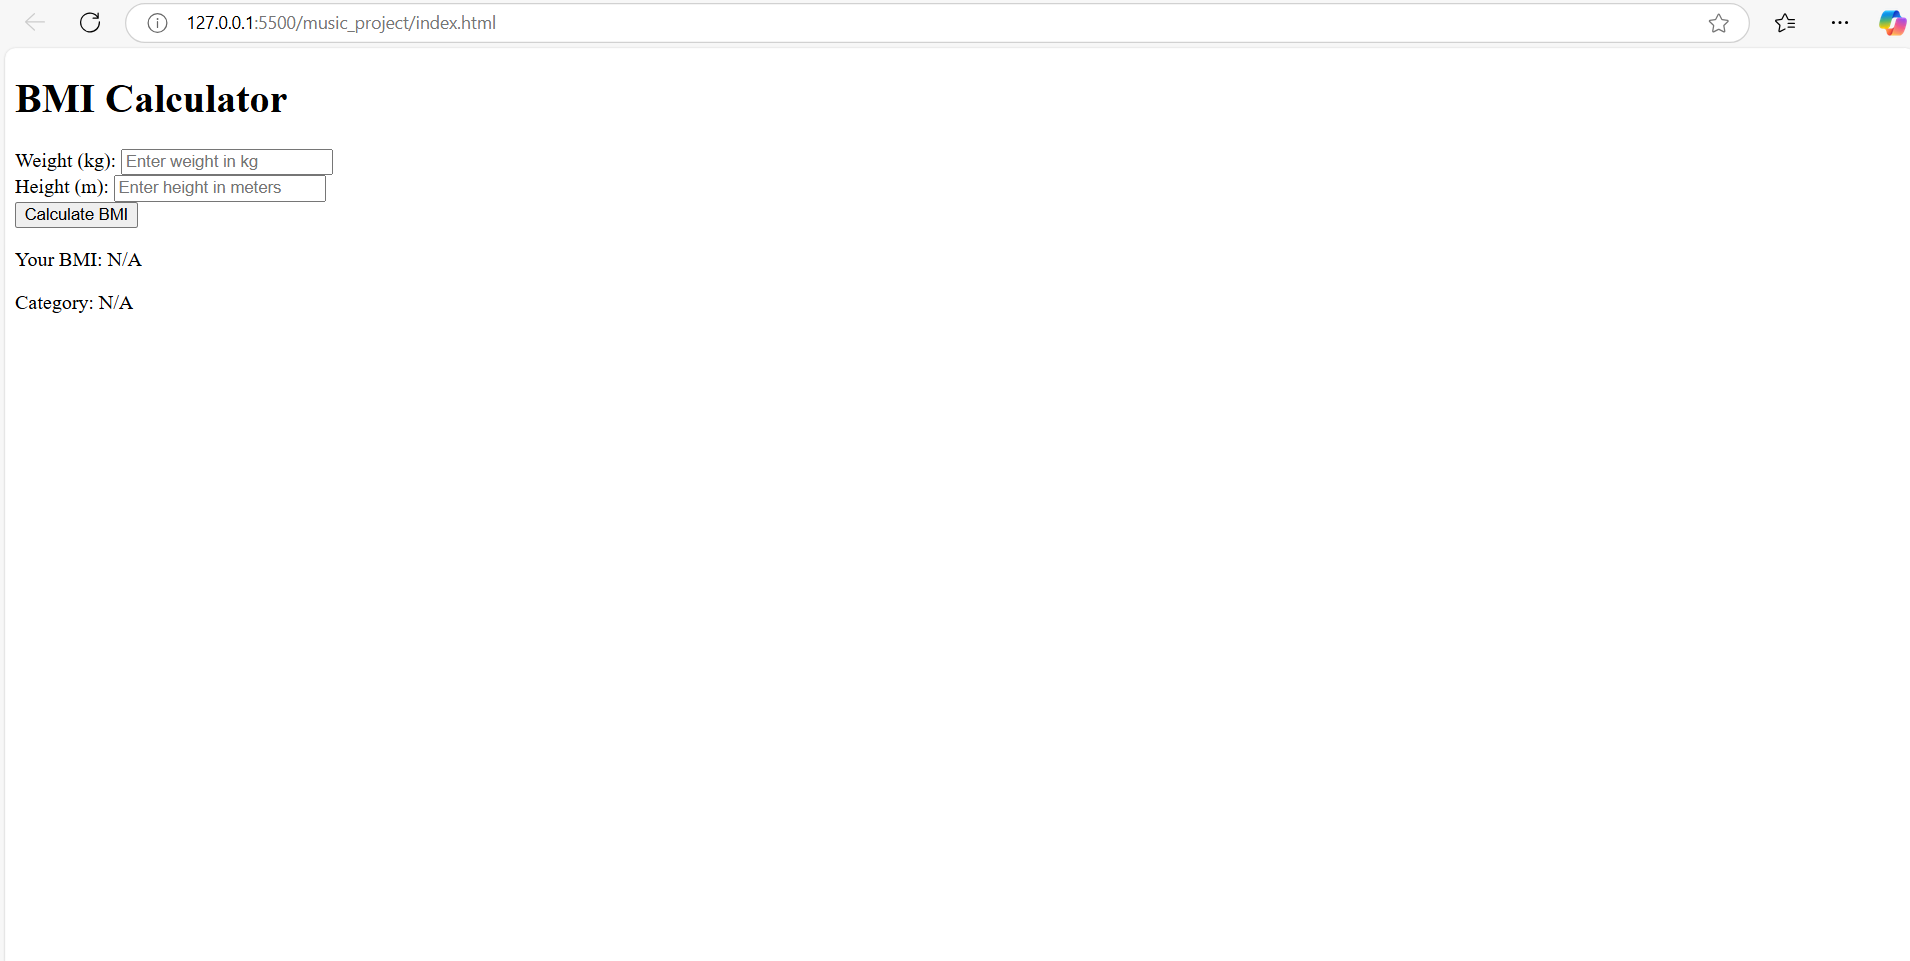 127.0.0.1:5500/music_project/index.html
BMI Calculator
Weight (kg): Enter weight in kg
Height (m): Enter height in meters
Calculate BMI
Your BMI: N/A
Category: N/A